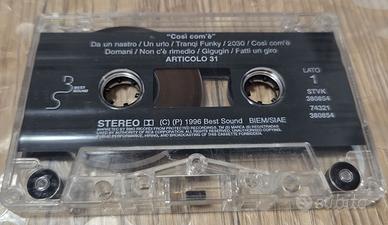 "Così com'è"
Da un nastro / Un urlo / Tranqi Funky / 2030 / Così com'è
Domani / Non c'è rimedio / Gigugin / Fatti un giro
ARTICOLO 31
BEST SOUND
LATO
1
STVK
380854
74321
380854
STEREO (C) (P) 1996 Best Sound BIEM/SIAE
subito